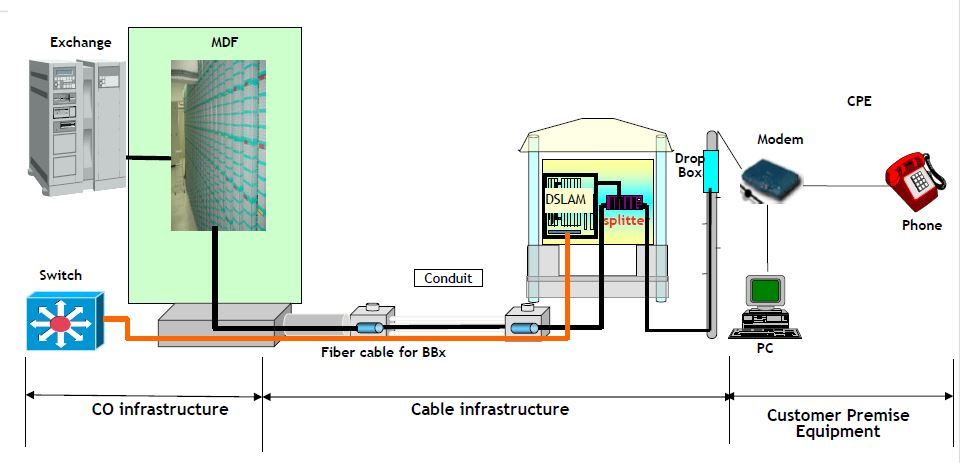 Exchange
MDF
CPE
Modem
Drop
Box
DSLAM
splitter
Phone
Switch
Conduit
PC
Fiber cable for BBx
CO infrastructure
Cable infrastructure
Customer Premise
Equipment